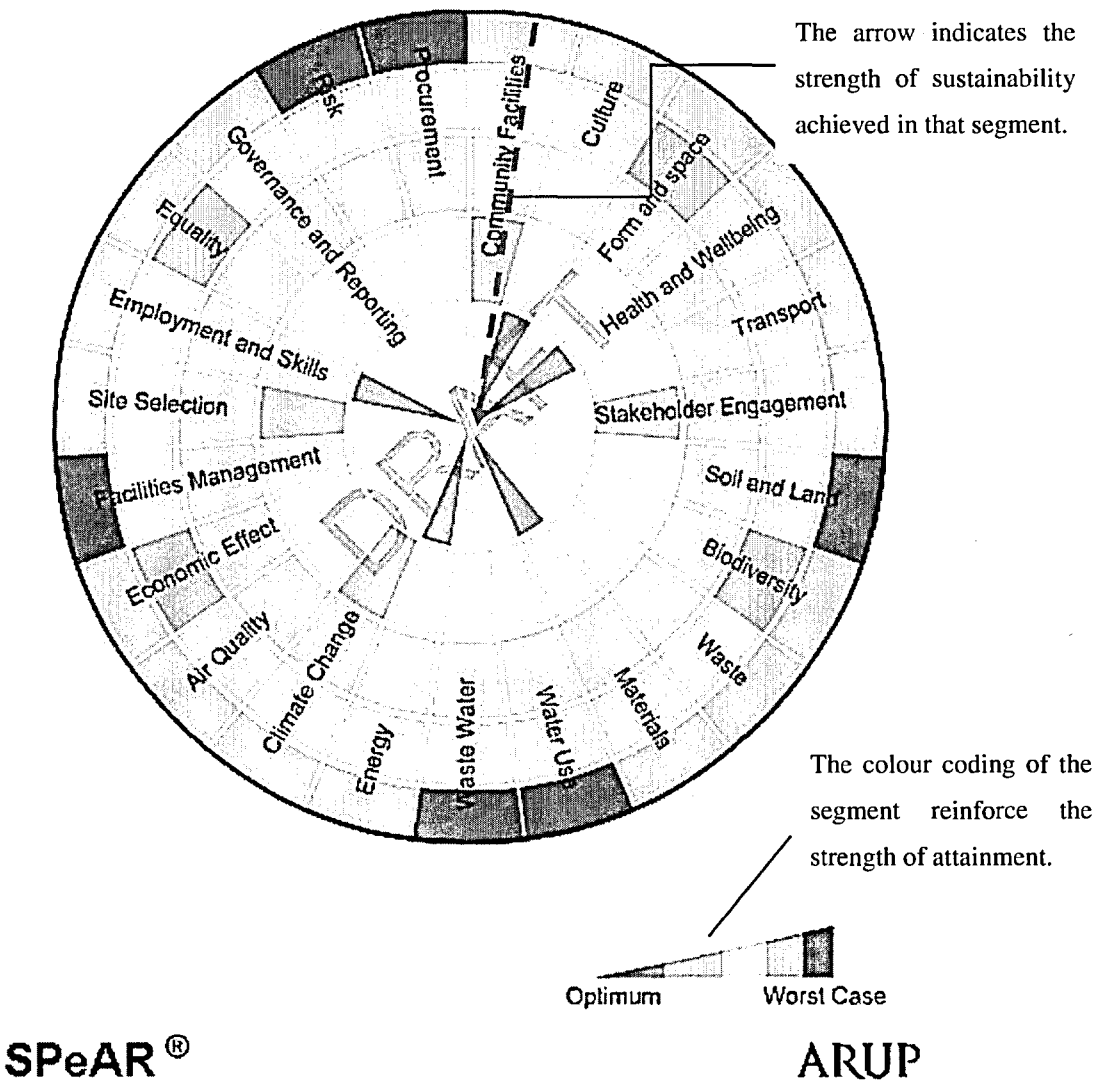 The arrow indicates the
strength of sustainability
achieved in that segment.
Risk
Procurement
Community Facilities
Culture
Form and space
Health and Wellbeing
Transport
Stakeholder Engagement
Soil and Land
Biodiversity
Waste
Materials
Water Use
Waste Water
Energy
Climate Change
Air Quality
Economic Effect
Facilities Management
Site Selection
Employment and Skills
Equality
Governance and Reporting
The colour coding of the
segment reinforce the
strength of attainment.
Optimum Worst Case
SPeAR ® ARUP